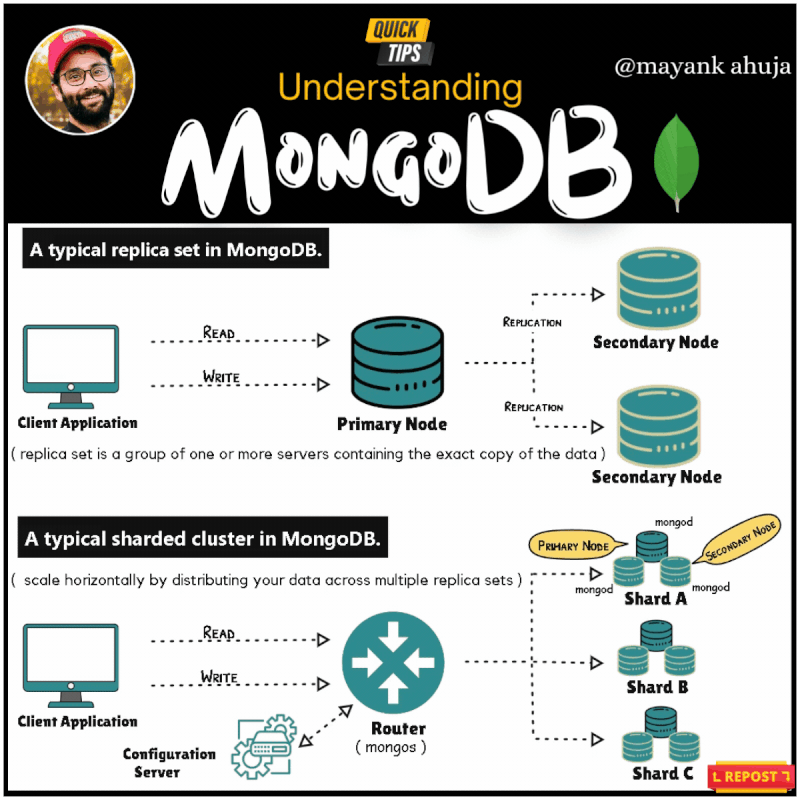 QUICK
TIPS
@mayank ahuja
Understanding
MONGODB
A typical replica set in MongoDB.
READ
WRITE
REPLICATION
REPLICATION
Secondary Node
Client Application
Primary Node
( replica set is a group of one or more servers containing the exact copy of the data )
Secondary Node
A typical sharded cluster in MongoDB.
mongod
PRIMARY NODE
SECONDARY NODE
( scale horizontally by distributing your data across multiple replica sets )
mongod
mongod
Shard A
READ
WRITE
Shard B
Client Application
Router
( mongos )
Configuration
Server
Shard C
REPOST